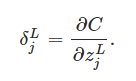 δ_j^L = ∂C / ∂z_j^L .